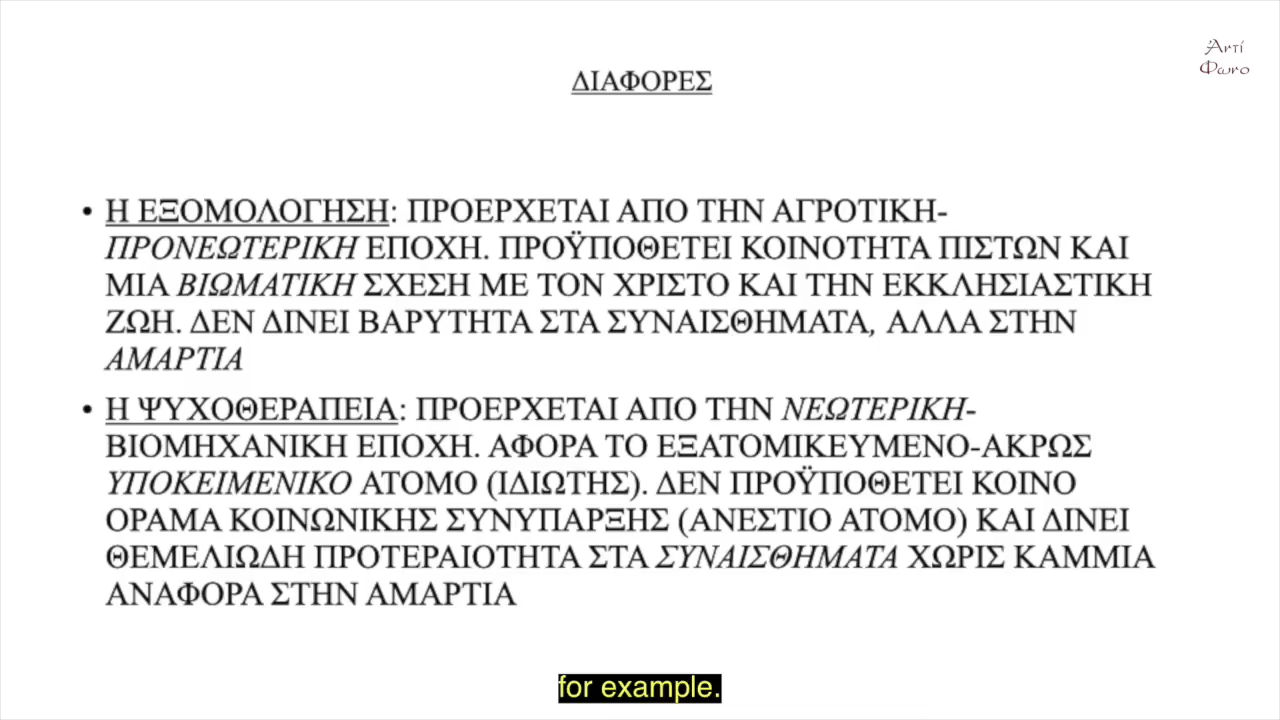 Ἀντί
Φωνο
ΔΙΑΦΟΡΕΣ
• Η ΕΞΟΜΟΛΟΓΗΣΗ: ΠΡΟΕΡΧΕΤΑΙ ΑΠΟ ΤΗΝ ΑΓΡΟΤΙΚΗ-
ΠΡΟΝΕΩΤΕΡΙΚΗ ΕΠΟΧΗ. ΠΡΟΫΠΟΘΕΤΕΙ ΚΟΙΝΟΤΗΤΑ ΠΙΣΤΩΝ ΚΑΙ
ΜΙΑ ΒΙΩΜΑΤΙΚΗ ΣΧΕΣΗ ΜΕ ΤΟΝ ΧΡΙΣΤΟ ΚΑΙ ΤΗΝ ΕΚΚΛΗΣΙΑΣΤΙΚΗ
ΖΩΗ. ΔΕΝ ΔΙΝΕΙ ΒΑΡΥΤΗΤΑ ΣΤΑ ΣΥΝΑΙΣΘΗΜΑΤΑ, ΑΛΛΑ ΣΤΗΝ
ΑΜΑΡΤΙΑ
• Η ΨΥΧΟΘΕΡΑΠΕΙΑ: ΠΡΟΕΡΧΕΤΑΙ ΑΠΟ ΤΗΝ ΝΕΩΤΕΡΙΚΗ-
ΒΙΟΜΗΧΑΝΙΚΗ ΕΠΟΧΗ. ΑΦΟΡΑ ΤΟ ΕΞΑΤΟΜΙΚΕΥΜΕΝΟ-ΑΚΡΩΣ
ΥΠΟΚΕΙΜΕΝΙΚΟ ΑΤΟΜΟ (ΙΔΙΩΤΗΣ). ΔΕΝ ΠΡΟΫΠΟΘΕΤΕΙ ΚΟΙΝΟ
ΟΡΑΜΑ ΚΟΙΝΩΝΙΚΗΣ ΣΥΝΥΠΑΡΞΗΣ (ΑΝΕΣΤΙΟ ΑΤΟΜΟ) ΚΑΙ ΔΙΝΕΙ
ΘΕΜΕΛΙΩΔΗ ΠΡΟΤΕΡΑΙΟΤΗΤΑ ΣΤΑ ΣΥΝΑΙΣΘΗΜΑΤΑ ΧΩΡΙΣ ΚΑΜΜΙΑ
ΑΝΑΦΟΡΑ ΣΤΗΝ ΑΜΑΡΤΙΑ
for example.